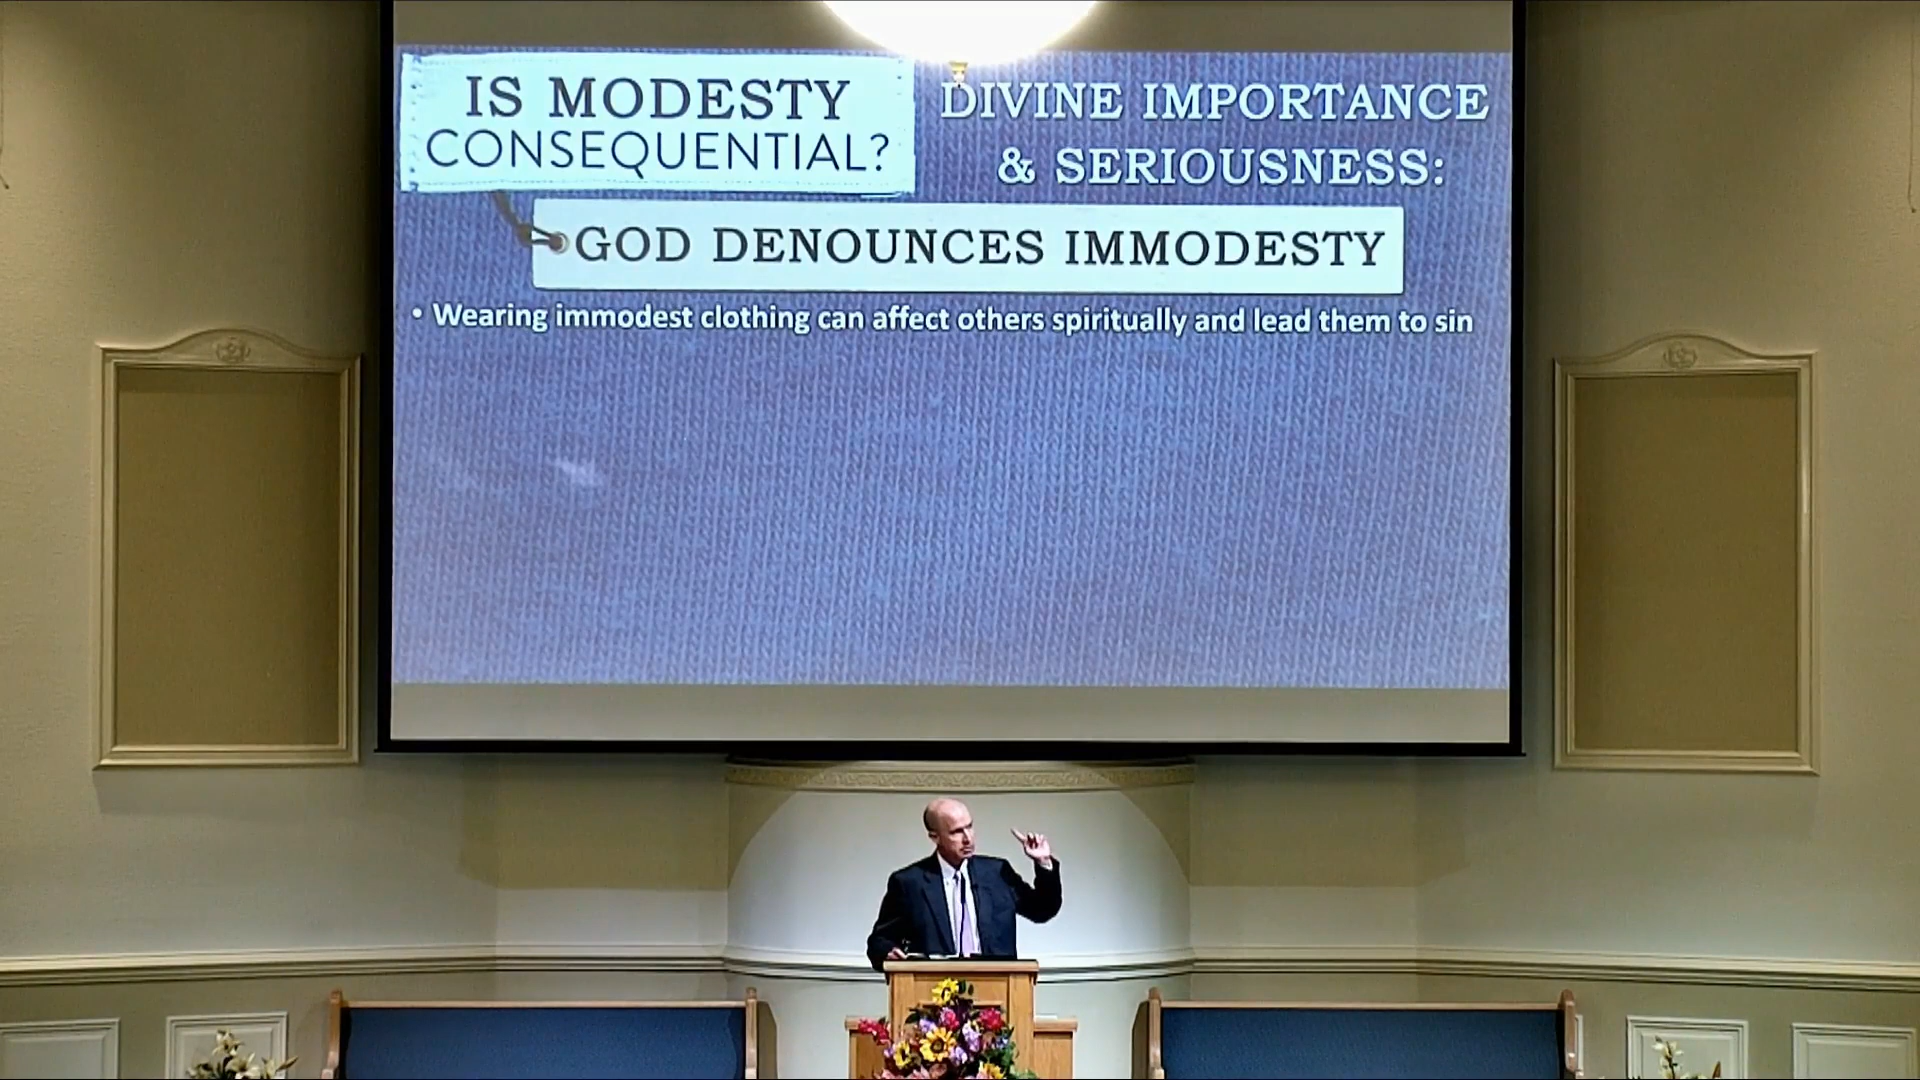 IS MODESTY
CONSEQUENTIAL?
DIVINE IMPORTANCE
& SERIOUSNESS:
GOD DENOUNCES IMMODESTY
• Wearing immodest clothing can affect others spiritually and lead them to sin